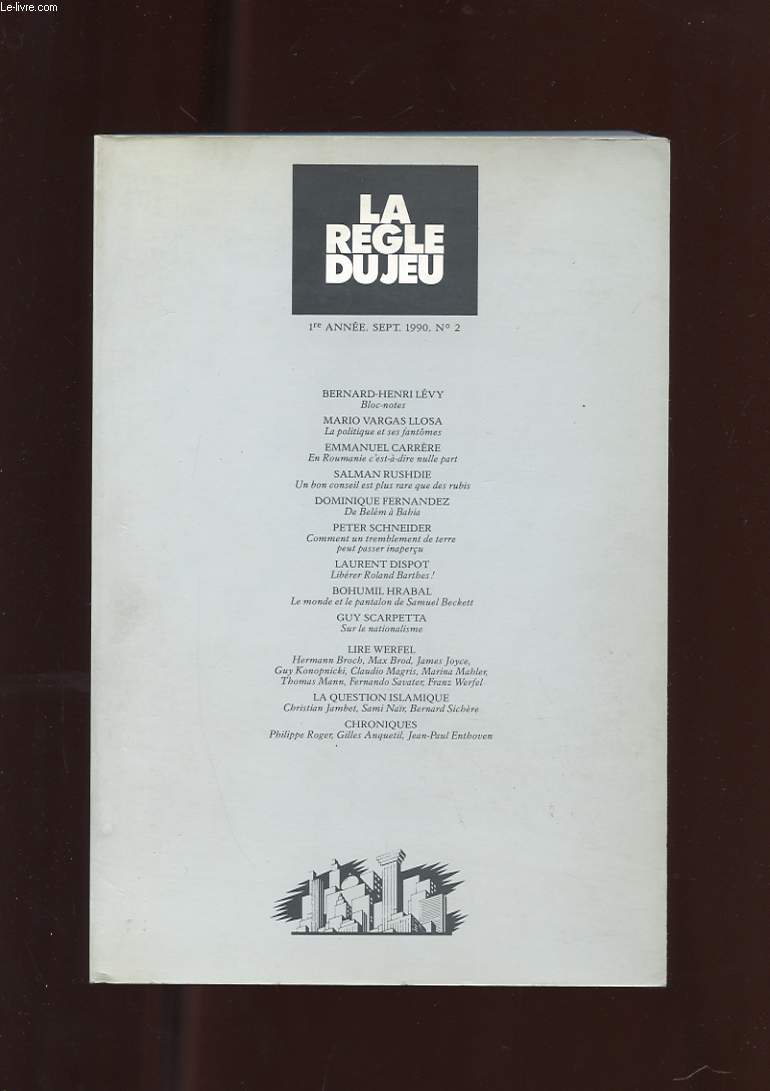 Le-livre.com
LA
REGLE
DU JEU
1re ANNÉE. SEPT. 1990. No 2
BERNARD-HENRI LÉVY
Bloc-notes
MARIO VARGAS LLOSA
La politique et ses fantômes
EMMANUEL CARRÈRE
En Roumanie c'est-à-dire nulle part
SALMAN RUSHDIE
Un bon conseil est plus rare que des rubis
DOMINIQUE FERNANDEZ
De Belém à Bahia
PETER SCHNEIDER
Comment un tremblement de terre
peut passer inaperçu
LAURENT DISPOT
Libérer Roland Barthes !
BOHUMIL HRABAL
Le monde et le pantalon de Samuel Beckett
GUY SCARPETTA
Sur le nationalisme
LIRE WERFEL
Hermann Broch, Max Brod, James Joyce,
Guy Konopnicki, Claudio Magris, Marina Mahler,
Thomas Mann, Fernando Savater, Franz Werfel
LA QUESTION ISLAMIQUE
Christian Jambet, Sami Naïr, Bernard Sichère
CHRONIQUES
Philippe Roger, Gilles Anquetil, Jean-Paul Enthoven